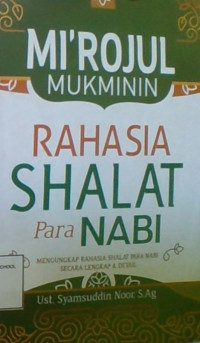 MI'ROJUL
MUKMININ
RAHASIA
SHALAT
Para NABI
MENGUNGKAP RAHASIA SHALAT PARA NABI
SECARA LENGKAP & DETAIL
Ust. Syamsuddin Noor, S.Ag